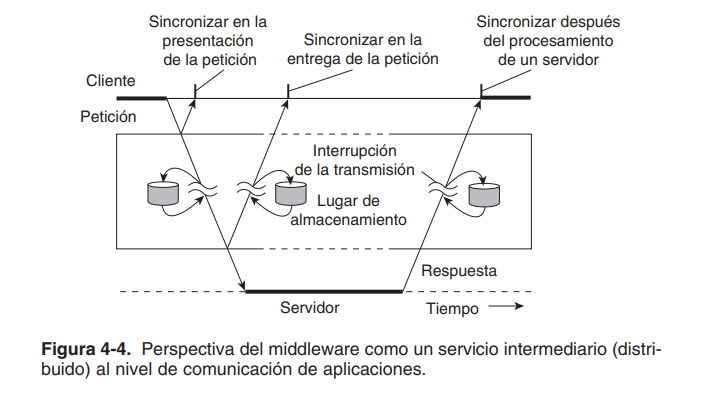 Sincronizar en la
presentación
de la petición
Sincronizar en la
entrega de la petición
Sincronizar después
del procesamiento
de un servidor
Cliente
Petición
Interrupción
de la transmisión
Lugar de
almacenamiento
Respuesta
Servidor
Tiempo
Figura 4-4. Perspectiva del middleware como un servicio intermediario (distri-
buido) al nivel de comunicación de aplicaciones.